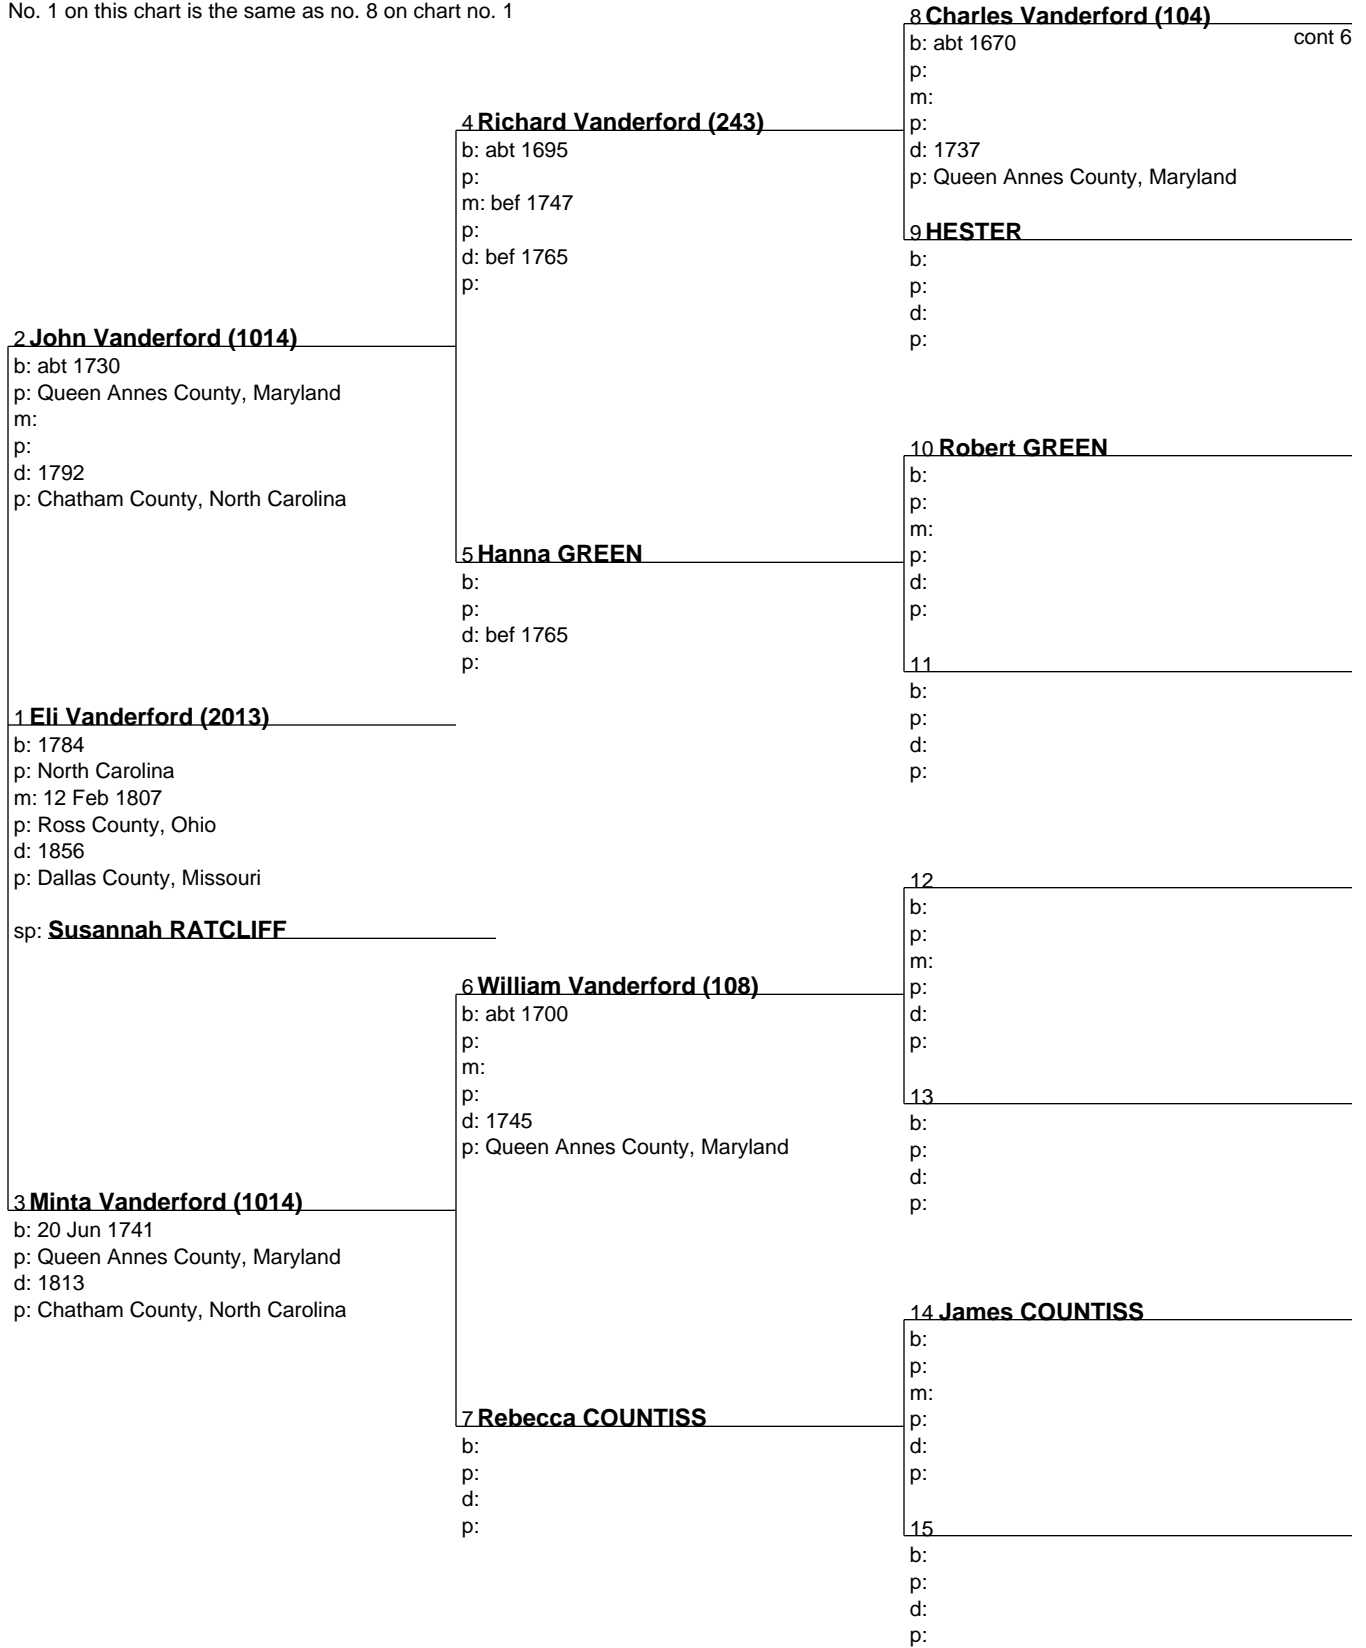 No. 1 on this chart is the same as no. 8 on chart no. 1
8 Charles Vanderford (104)
b: abt 1670
cont 6
p:
m:
p:
d: 1737
p: Queen Annes County, Maryland
4 Richard Vanderford (243)
b: abt 1695
p:
m: bef 1747
p:
d: bef 1765
p:
9 HESTER
b:
p:
d:
p:
2 John Vanderford (1014)
b: abt 1730
p: Queen Annes County, Maryland
m:
p:
d: 1792
p: Chatham County, North Carolina
10 Robert GREEN
b:
p:
m:
p:
d:
p:
5 Hanna GREEN
b:
p:
d: bef 1765
p:
11
b:
p:
d:
p:
1 Eli Vanderford (2013)
b: 1784
p: North Carolina
m: 12 Feb 1807
p: Ross County, Ohio
d: 1856
p: Dallas County, Missouri
sp: Susannah RATCLIFF
12
b:
p:
m:
p:
d:
p:
6 William Vanderford (108)
b: abt 1700
p:
m:
p:
d: 1745
p: Queen Annes County, Maryland
13
b:
p:
d:
p:
3 Minta Vanderford (1014)
b: 20 Jun 1741
p: Queen Annes County, Maryland
d: 1813
p: Chatham County, North Carolina
14 James COUNTISS
b:
p:
m:
p:
d:
p:
7 Rebecca COUNTISS
b:
p:
d:
p:
15
b:
p:
d:
p: